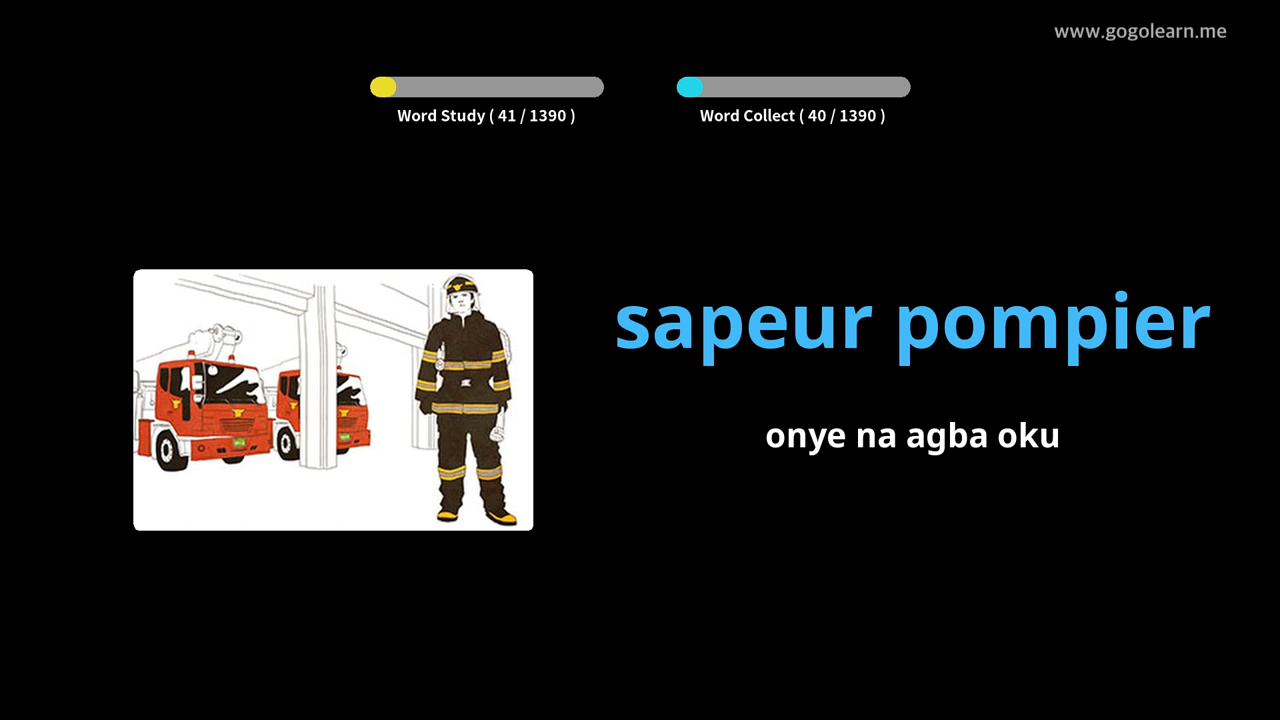 www.gogolearn.me
Word Study ( 41 / 1390 )
Word Collect ( 40 / 1390 )
sapeur pompier
onye na agba oku